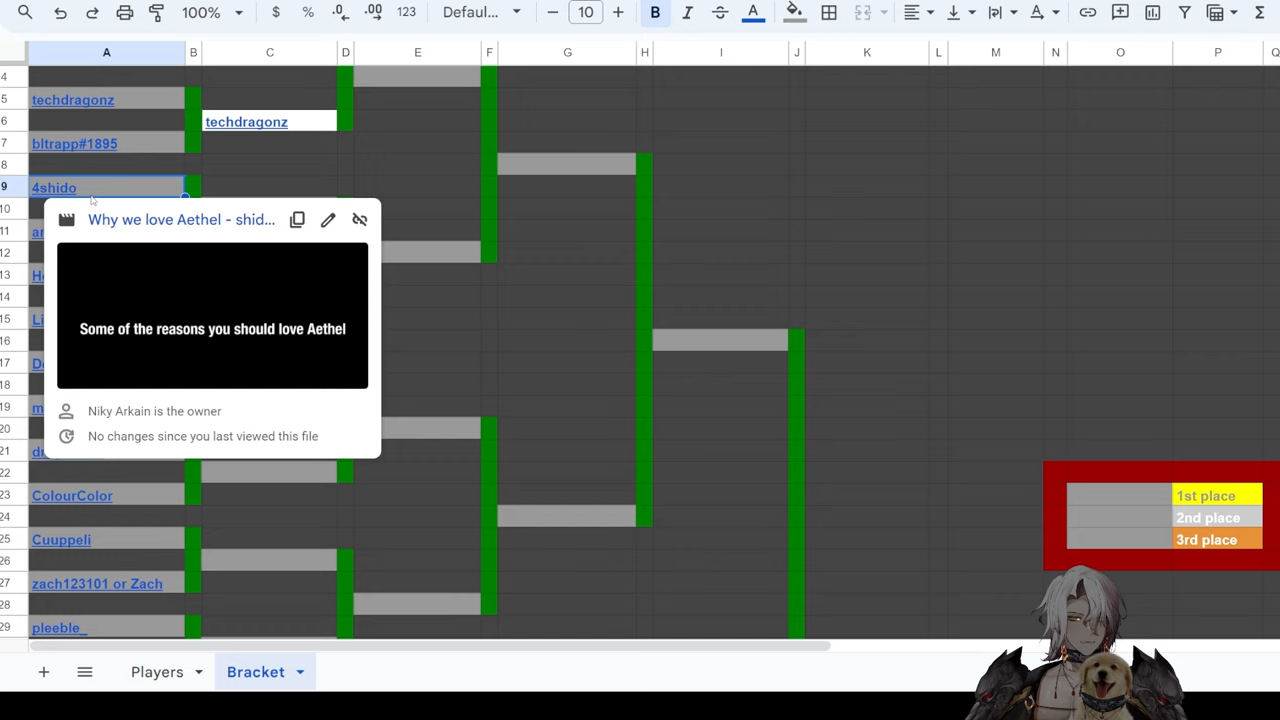 100%
$ % .0 .00 123 Defaul... 10 B I A
A B C D E F G H I J K L M N O P Q
4
5 techdragonz
6 techdragonz
7 bltrapp#1895
8
9 4shido
10
11
12
13
14
15
16
17
18
19
20
21
22
23 ColourColor
24
25 Cuuppeli
26
27 zach123101 or Zach
28
29 pleeble_
Why we love Aethel - shid...
Some of the reasons you should love Aethel
Niky Arkain is the owner
No changes since you last viewed this file
1st place
2nd place
3rd place
Players Bracket